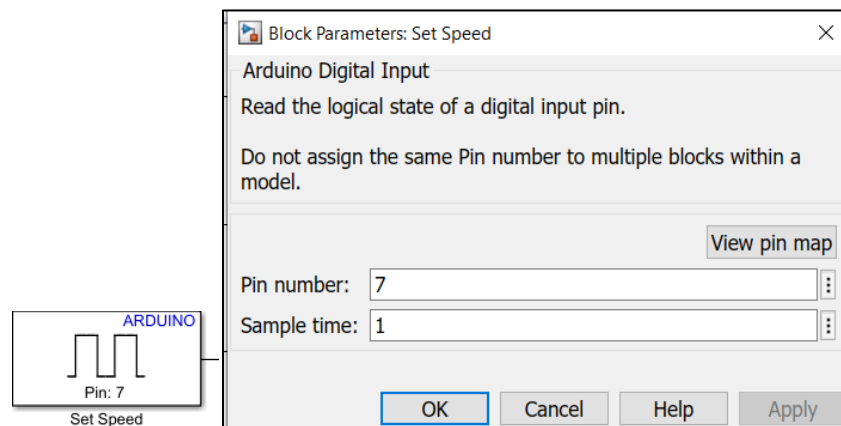 Block Parameters: Set Speed
Arduino Digital Input
Read the logical state of a digital input pin.
Do not assign the same Pin number to multiple blocks within a
model.
View pin map
Pin number: 7
Sample time: 1
OK Cancel Help Apply
ARDUINO
Pin: 7
Set Speed